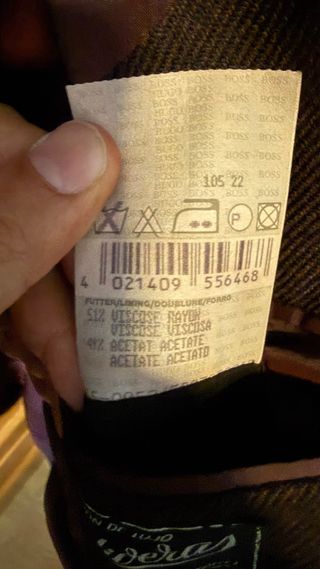 BOSS HUGO BOSS
105 22
P
4 021409 556468
FUTTER/LINING/DOUBLURE/FORRO
51% VISCOSE RAYON
VISCOSE VISCOSA
49% ACETAT ACETATE
ACETATE ACETATO